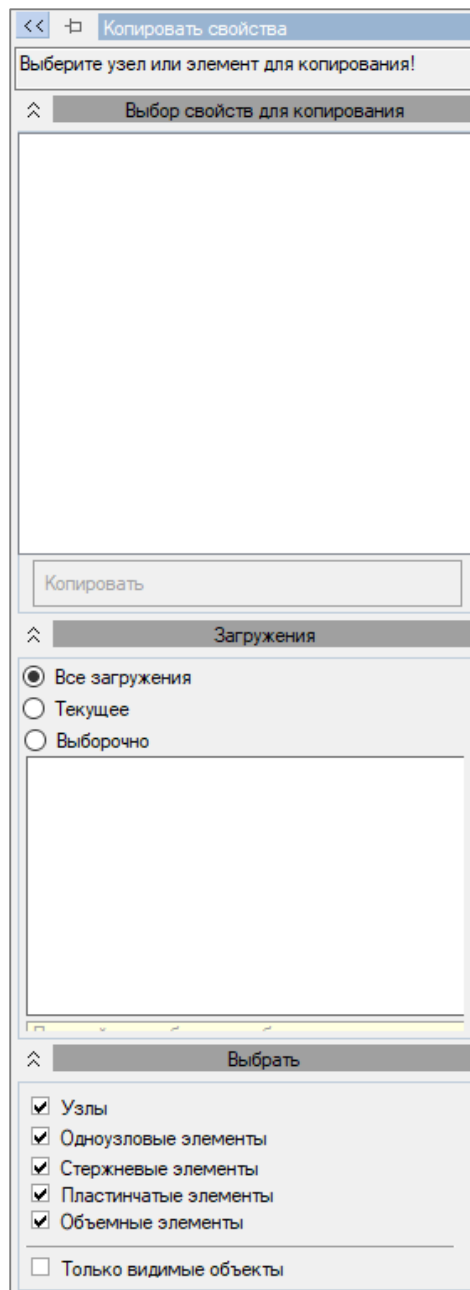 << Копировать свойства
Выберите узел или элемент для копирования!
Выбор свойств для копирования
Копировать
Загружения
Все загружения
Текущее
Выборочно
Выбрать
Узлы
Одноузловые элементы
Стержневые элементы
Пластинчатые элементы
Объемные элементы
Только видимые объекты